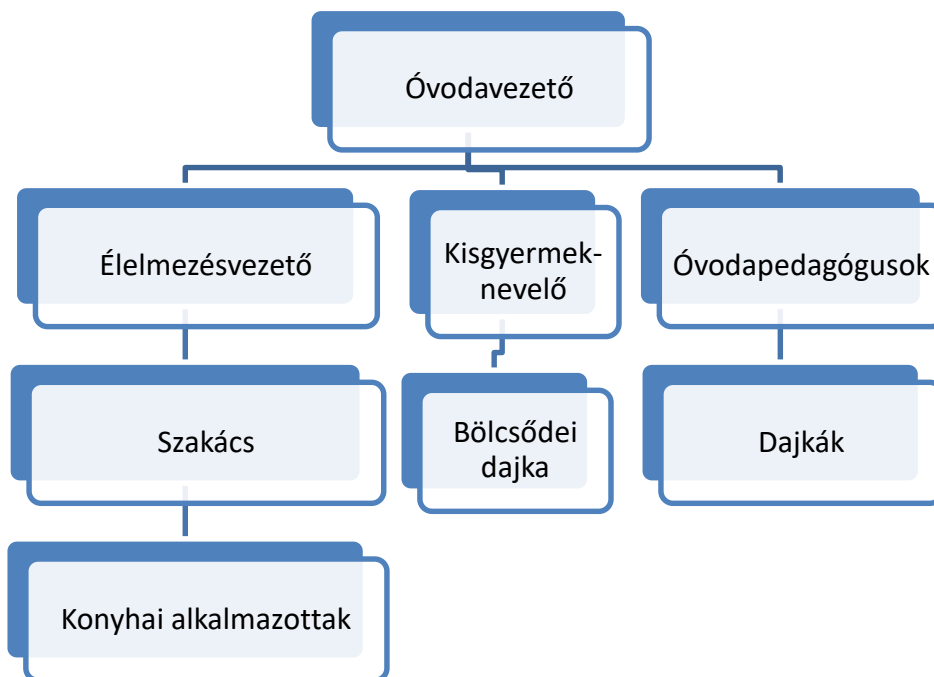 Óvodavezető
Élelmezésvezető
Kisgyermek-
nevelő
Óvodapedagógusok
Szakács
Bölcsődei
dajka
Dajkák
Konyhai alkalmazottak